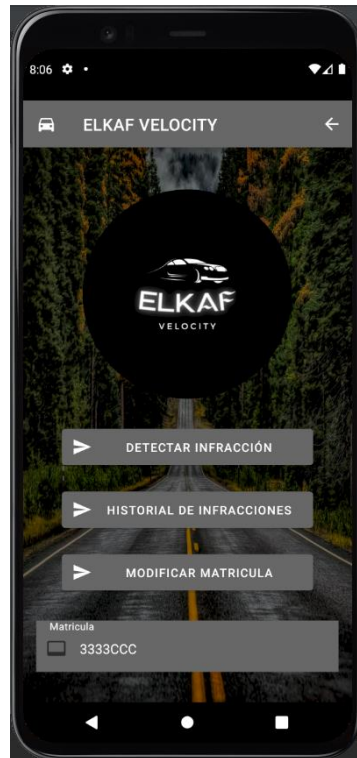 8:06
ELKAF VELOCITY
ELKAF
VELOCITY
DETECTAR INFRACCIÓN
HISTORIAL DE INFRACCIONES
MODIFICAR MATRICULA
Matricula
3333CCC